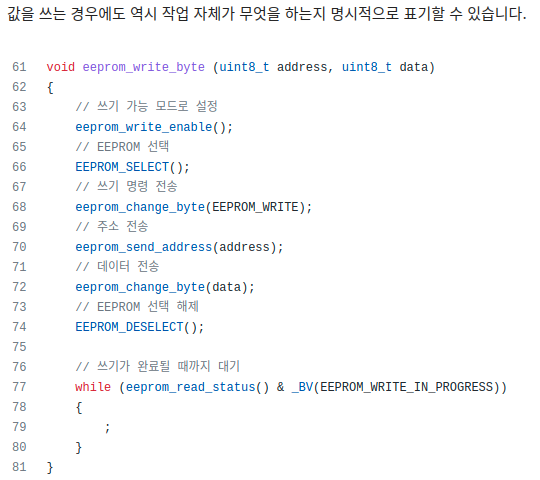 값을 쓰는 경우에도 역시 작업 자체가 무엇을 하는지 명시적으로 표기할 수 있습니다.
61 void eeprom_write_byte (uint8_t address, uint8_t data)
62 {
63 // 쓰기 가능 모드로 설정
64 eeprom_write_enable();
65 // EEPROM 선택
66 EEPROM_SELECT();
67 // 쓰기 명령 전송
68 eeprom_change_byte(EEPROM_WRITE);
69 // 주소 전송
70 eeprom_send_address(address);
71 // 데이터 전송
72 eeprom_change_byte(data);
73 // EEPROM 선택 해제
74 EEPROM_DESELECT();
75
76 // 쓰기가 완료될 때까지 대기
77 while (eeprom_read_status() & _BV(EEPROM_WRITE_IN_PROGRESS))
78 {
79 ;
80 }
81 }